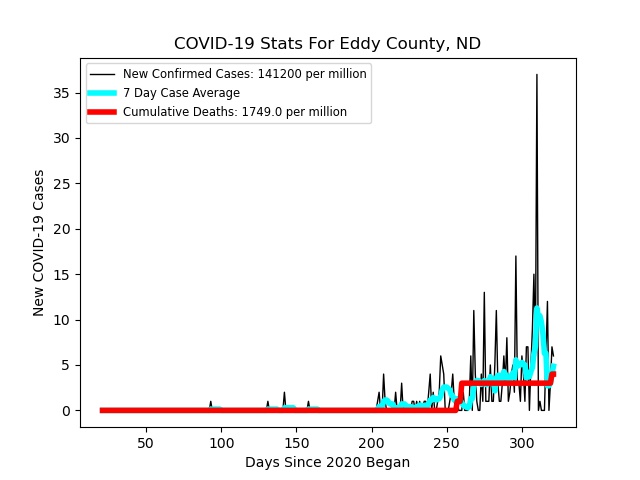 COVID-19 Stats For Eddy County, ND
New Confirmed Cases: 141200 per million
7 Day Case Average
Cumulative Deaths: 1749.0 per million
New COVID-19 Cases
35
30
25
20
15
10
5
0
50 100 150 200 250 300
Days Since 2020 Began